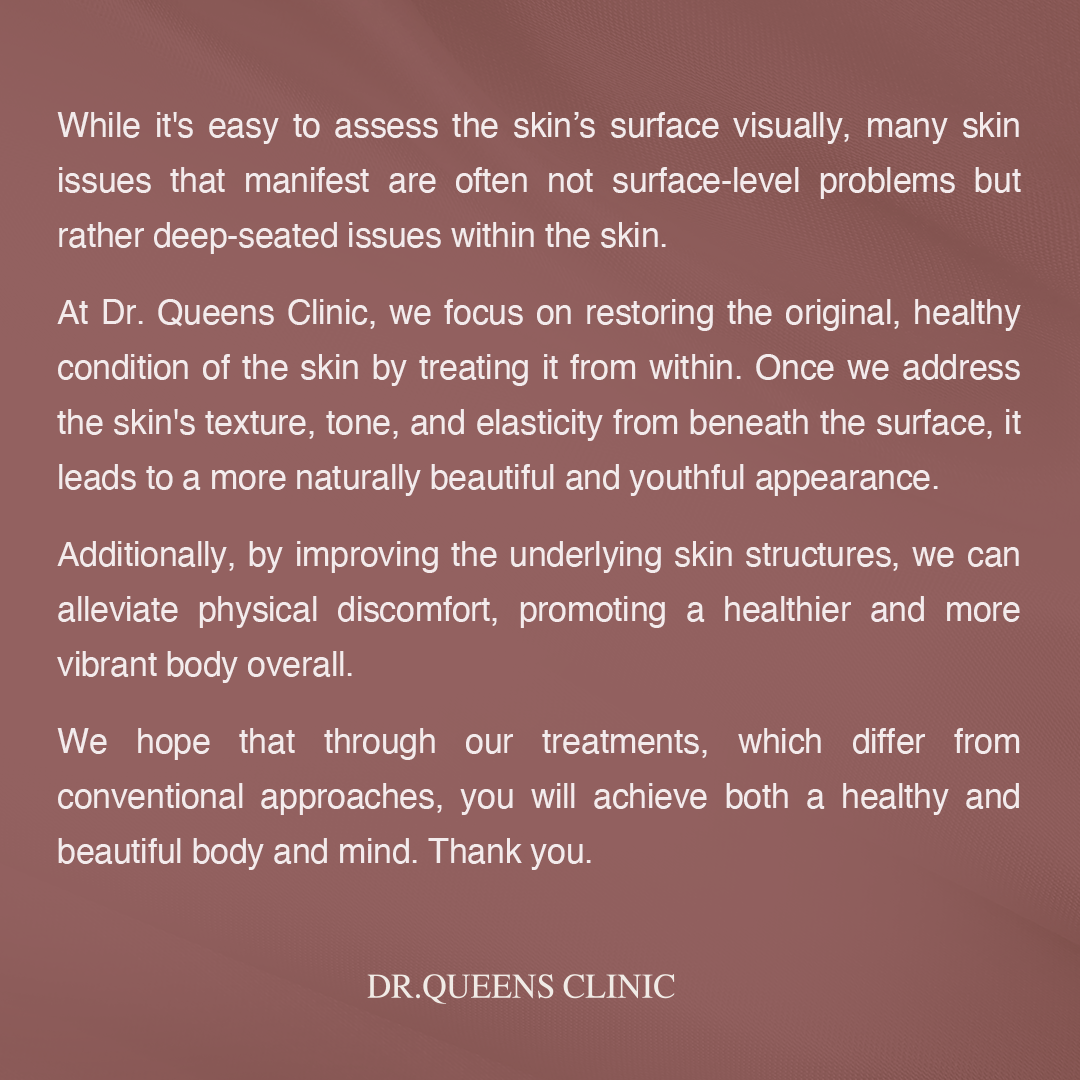 While it's easy to assess the skin’s surface visually, many skin
issues that manifest are often not surface-level problems but
rather deep-seated issues within the skin.
At Dr. Queens Clinic, we focus on restoring the original, healthy
condition of the skin by treating it from within. Once we address
the skin's texture, tone, and elasticity from beneath the surface, it
leads to a more naturally beautiful and youthful appearance.
Additionally, by improving the underlying skin structures, we can
alleviate physical discomfort, promoting a healthier and more
vibrant body overall.
We hope that through our treatments, which differ from
conventional approaches, you will achieve both a healthy and
beautiful body and mind. Thank you.
DR.QUEENS CLINIC